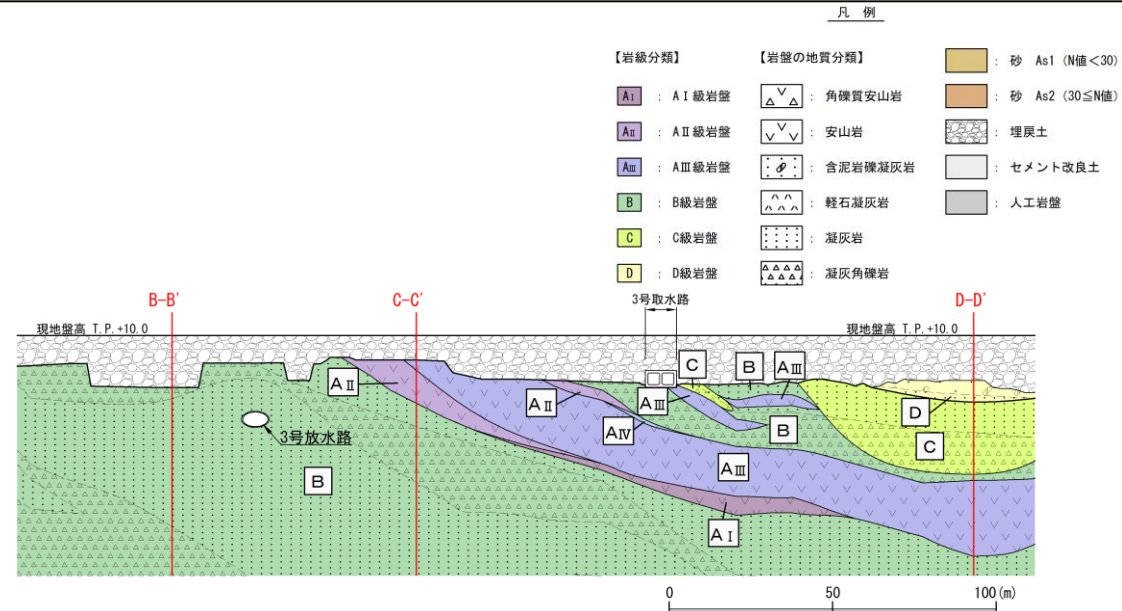 凡 例
【岩級分類】
【岩盤の地質分類】
: 砂 As1 (N値<30)
AⅠ : AⅠ級岩盤
: 角礫質安山岩
: 砂 As2 (30≦N値)
AⅡ : AⅡ級岩盤
: 安山岩
: 埋戻土
AⅢ : AⅢ級岩盤
: 含泥岩礫凝灰岩
: セメント改良土
B : B級岩盤
: 軽石凝灰岩
: 人工岩盤
C : C級岩盤
: 凝灰岩
D : D級岩盤
: 凝灰角礫岩
B-B'
C-C'
3号取水路
D-D'
現地盤高 T.P.+10.0
現地盤高 T.P.+10.0
C
B
AⅢ
AⅡ
AⅡ
AⅢ
D
3号放水路
AⅣ
B
C
B
AⅢ
AⅠ
0 50 100(m)